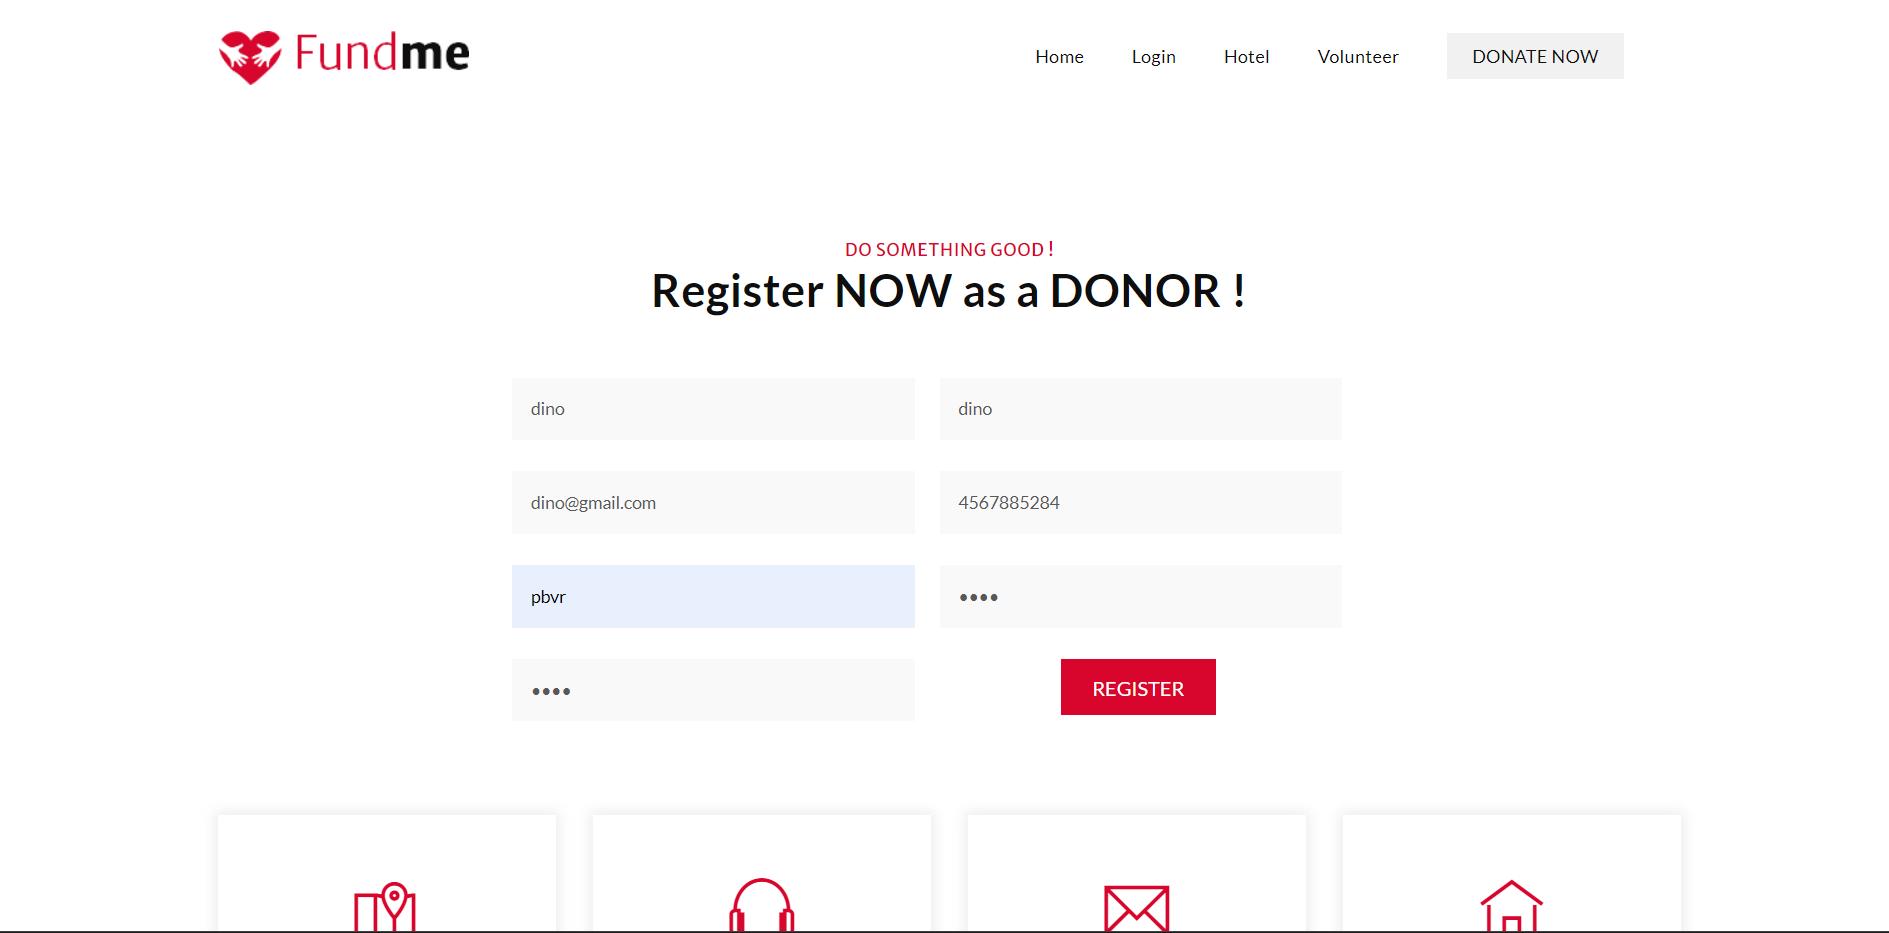 Fundme
Home Login Hotel Volunteer DONATE NOW
DO SOMETHING GOOD !
Register NOW as a DONOR !
dino dino
dino@gmail.com 4567885284
pbvr ••••
•••• REGISTER